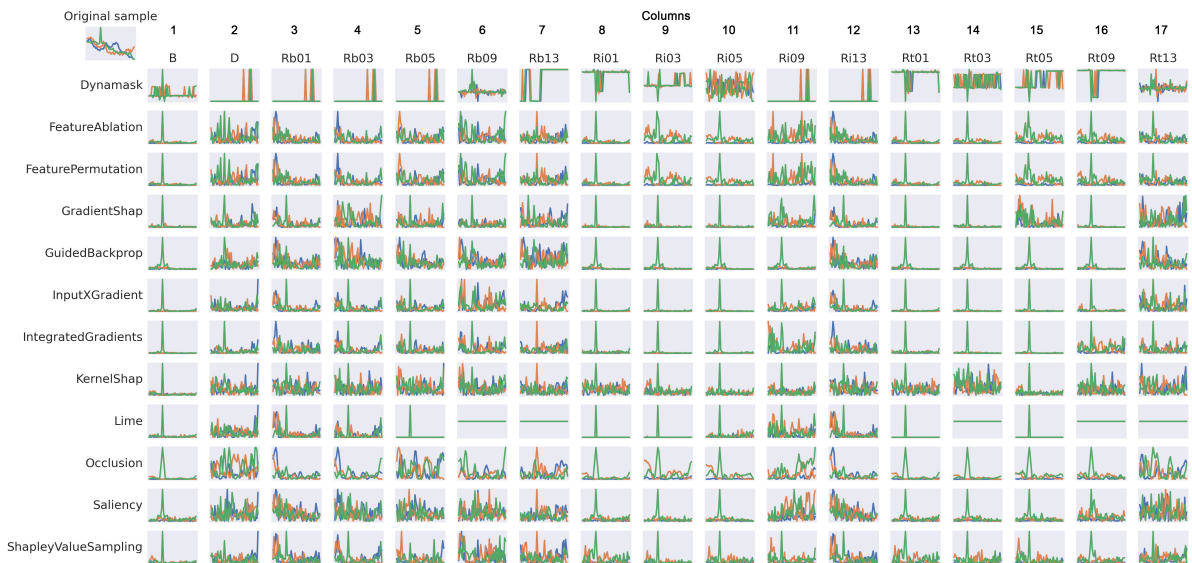 Original sample
Columns
1 2 3 4 5 6 7 8 9 10 11 12 13 14 15 16 17
B D Rb01 Rb03 Rb05 Rb09 Rb13 Ri01 Ri03 Ri05 Ri09 Ri13 Rt01 Rt03 Rt05 Rt09 Rt13
Dynamask
FeatureAblation
FeaturePermutation
GradientShap
GuidedBackprop
InputXGradient
IntegratedGradients
KernelShap
Lime
Occlusion
Saliency
ShapleyValueSampling